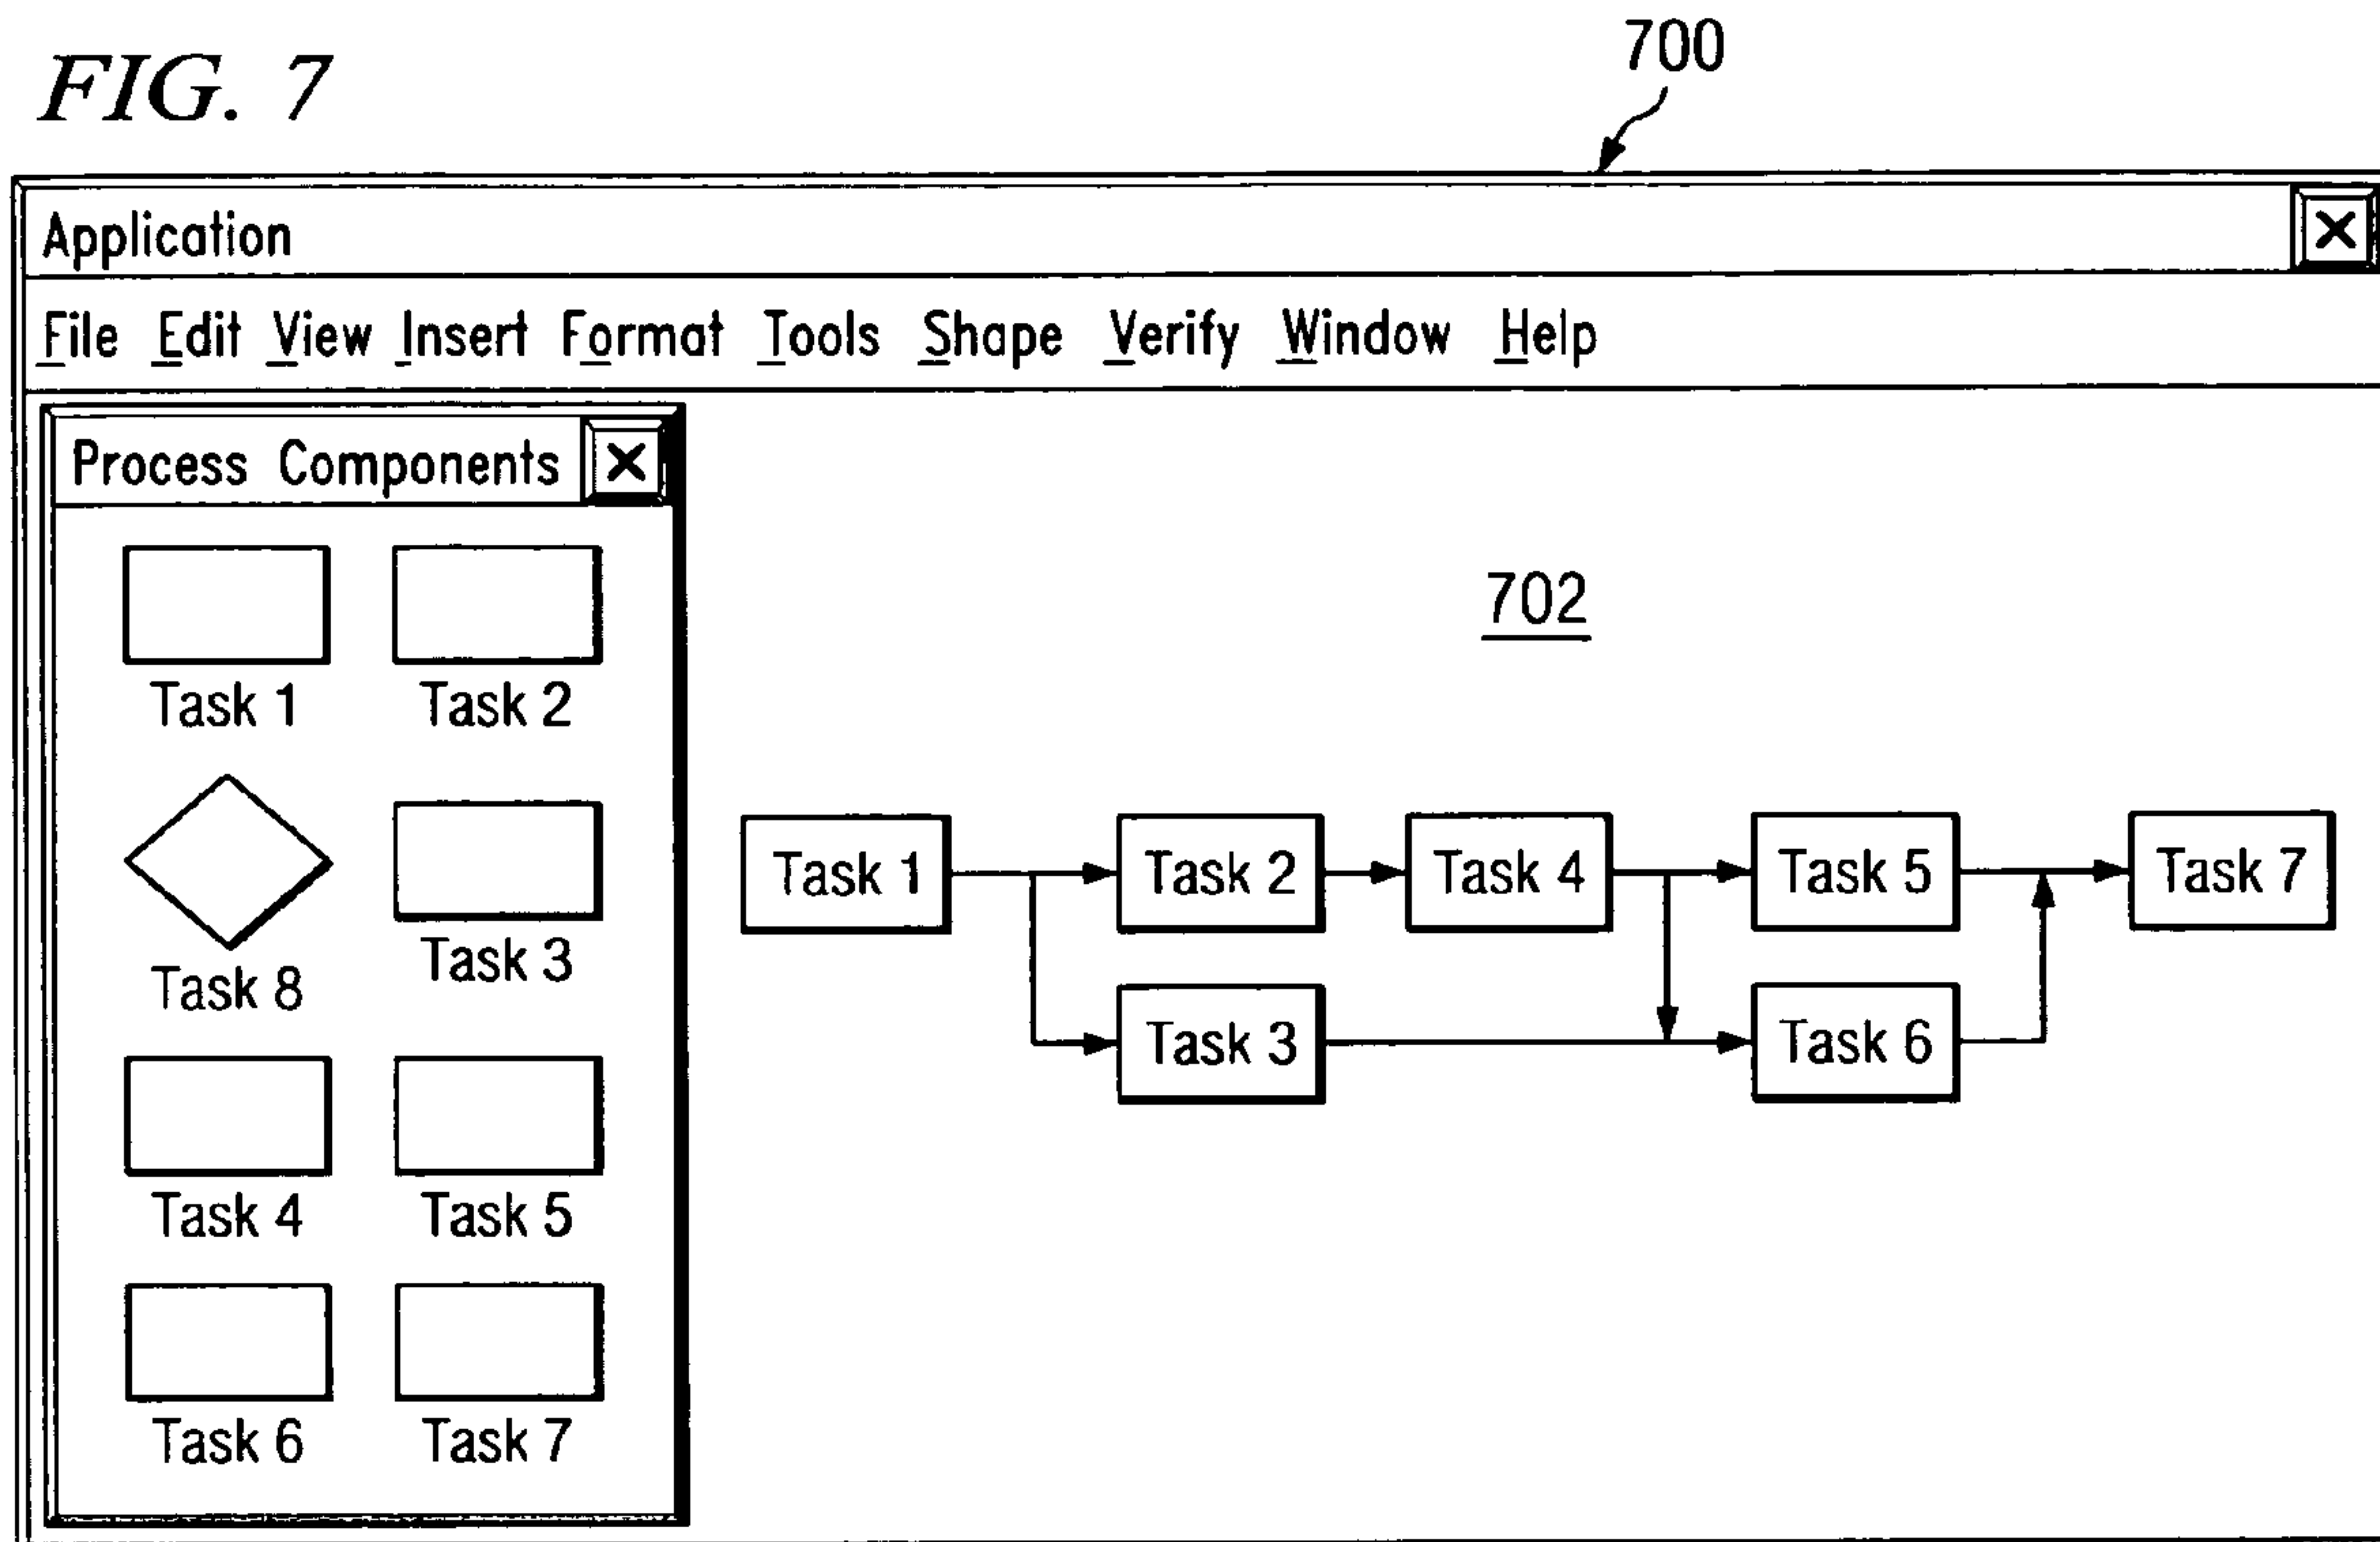 FIG. 7
700
Application
File Edit View Insert Format Tools Shape Verify Window Help
Process Components
Task 1 Task 2
Task 8 Task 3
Task 4 Task 5
Task 6 Task 7
702
Task 1 Task 2 Task 4 Task 5 Task 7
Task 3 Task 6